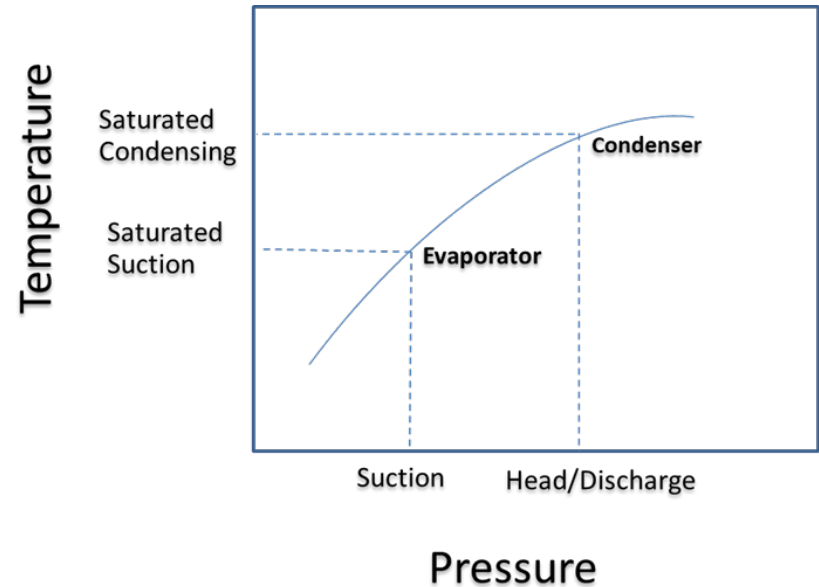 Temperature
Saturated
Condensing
Condenser
Saturated
Suction
Evaporator
Suction
Head/Discharge
Pressure